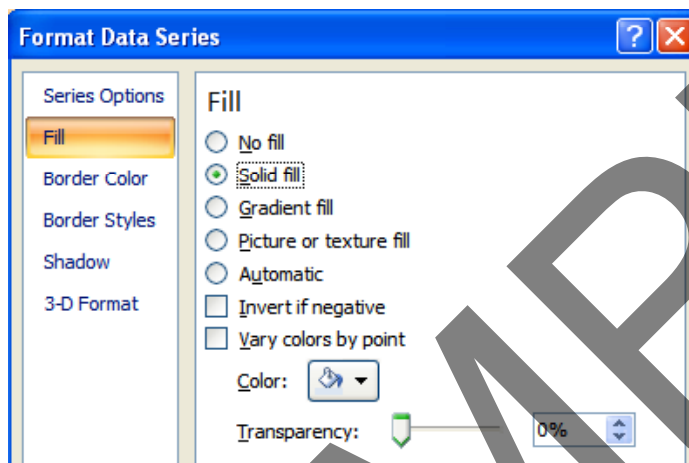 Format Data Series
Series Options
Fill
Border Color
Border Styles
Shadow
3-D Format
Fill
No fill
Solid fill
Gradient fill
Picture or texture fill
Automatic
Invert if negative
Vary colors by point
Color:
Transparency: 0%